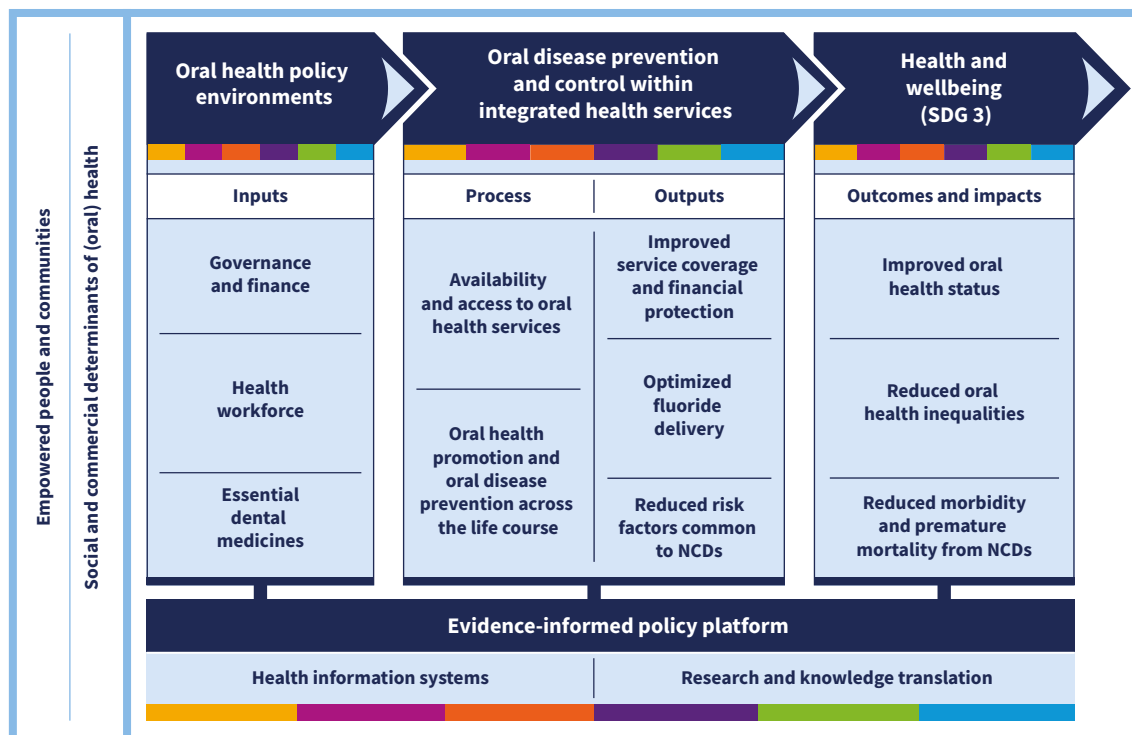 Empowered people and communities
Social and commercial determinants of (oral) health
Oral health policy
environments
Oral disease prevention
and control within
integrated health services
Health and
wellbeing
(SDG 3)
Inputs
Process
Outputs
Outcomes and impacts
Governance
and finance
Health
workforce
Essential
dental
medicines
Availability
and access to oral
health services
Oral health
promotion and
oral disease
prevention across
the life course
Improved
service coverage
and financial
protection
Optimized
fluoride
delivery
Reduced risk
factors common
to NCDs
Improved oral
health status
Reduced oral
health inequalities
Reduced morbidity
and premature
mortality from NCDs
Evidence-informed policy platform
Health information systems
Research and knowledge translation